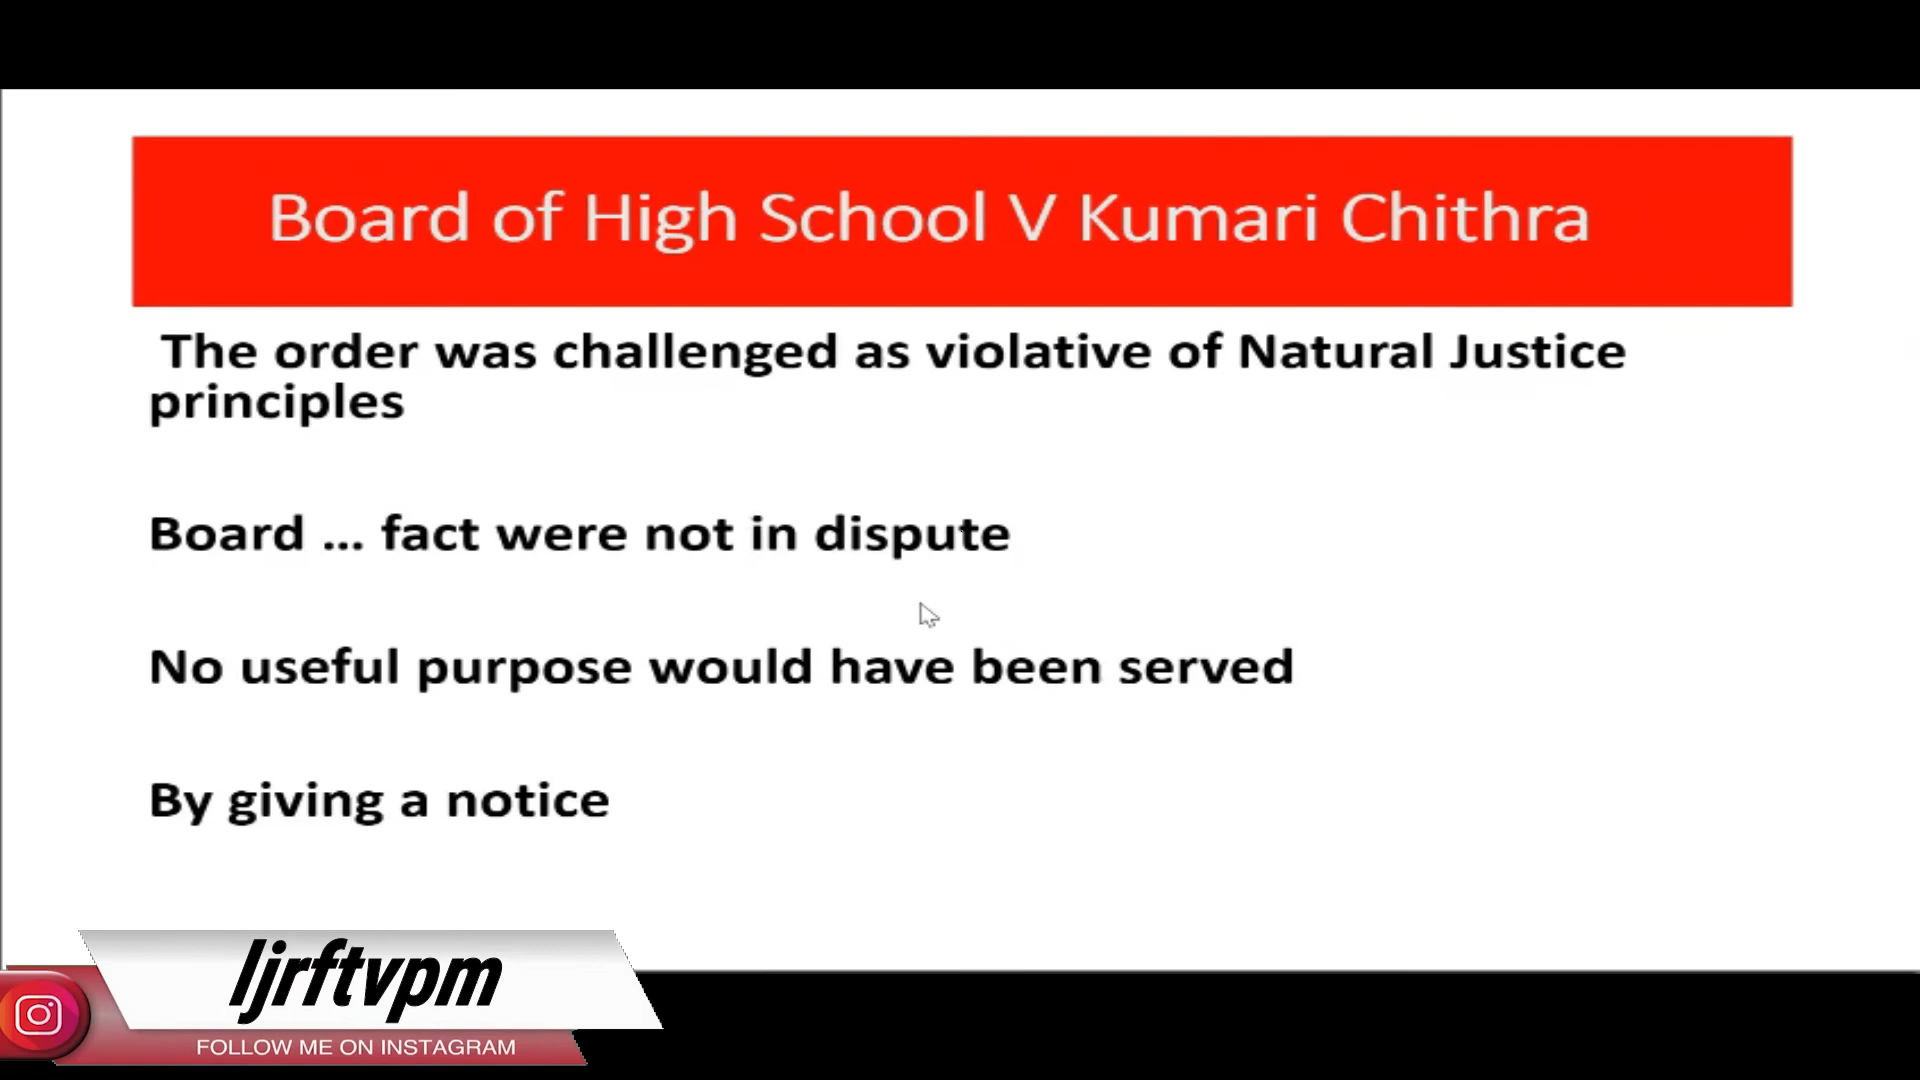 Board of High School V Kumari Chithra
The order was challenged as violative of Natural Justice
principles
Board ... fact were not in dispute
No useful purpose would have been served
By giving a notice
ljrftvpm
FOLLOW ME ON INSTAGRAM